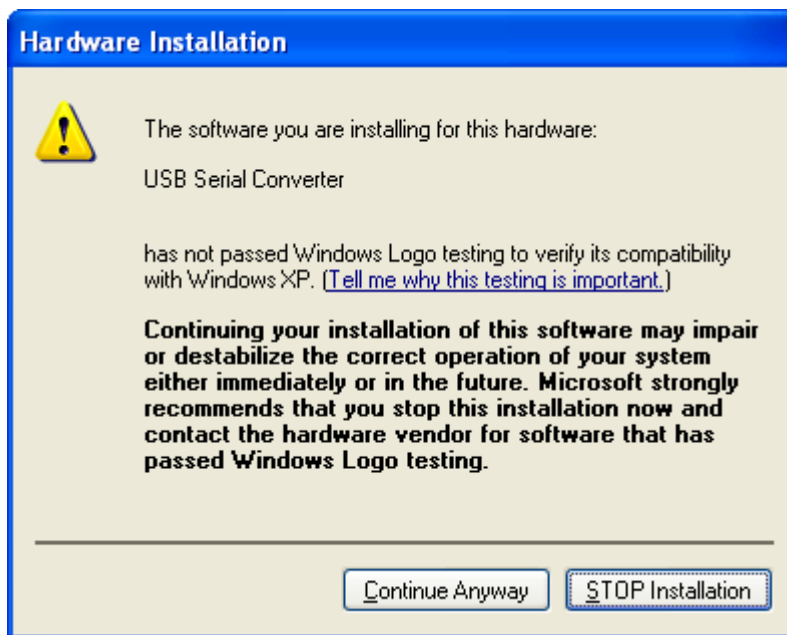 Hardware Installation
The software you are installing for this hardware:
USB Serial Converter
has not passed Windows Logo testing to verify its compatibility
with Windows XP. (Tell me why this testing is important.)
Continuing your installation of this software may impair
or destabilize the correct operation of your system
either immediately or in the future. Microsoft strongly
recommends that you stop this installation now and
contact the hardware vendor for software that has
passed Windows Logo testing.
Continue Anyway
STOP Installation